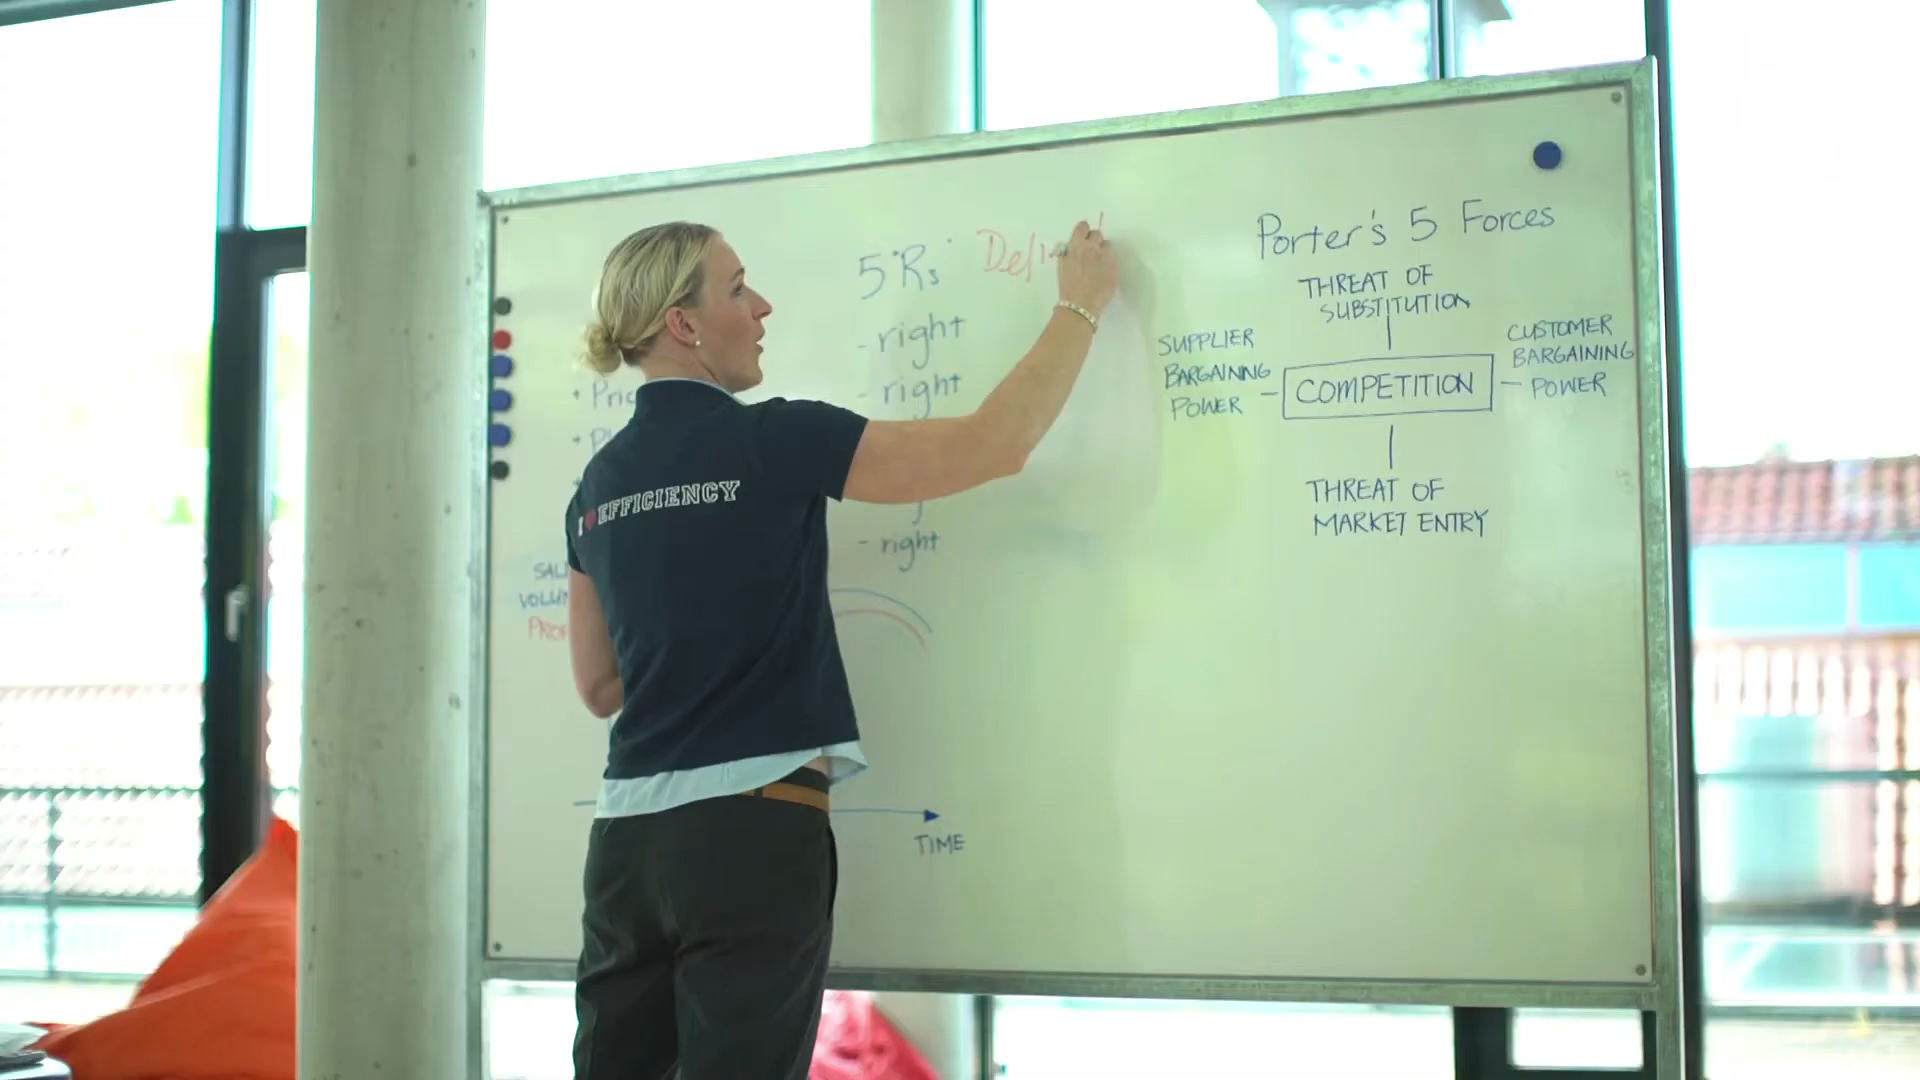 5 Rs
- right
- right
- right
I ♥ EFFICIENCY
TIME
Porter's 5 Forces
THREAT OF
SUBSTITUTION
SUPPLIER
BARGAINING
POWER
COMPETITION
CUSTOMER
BARGAINING
POWER
THREAT OF
MARKET ENTRY